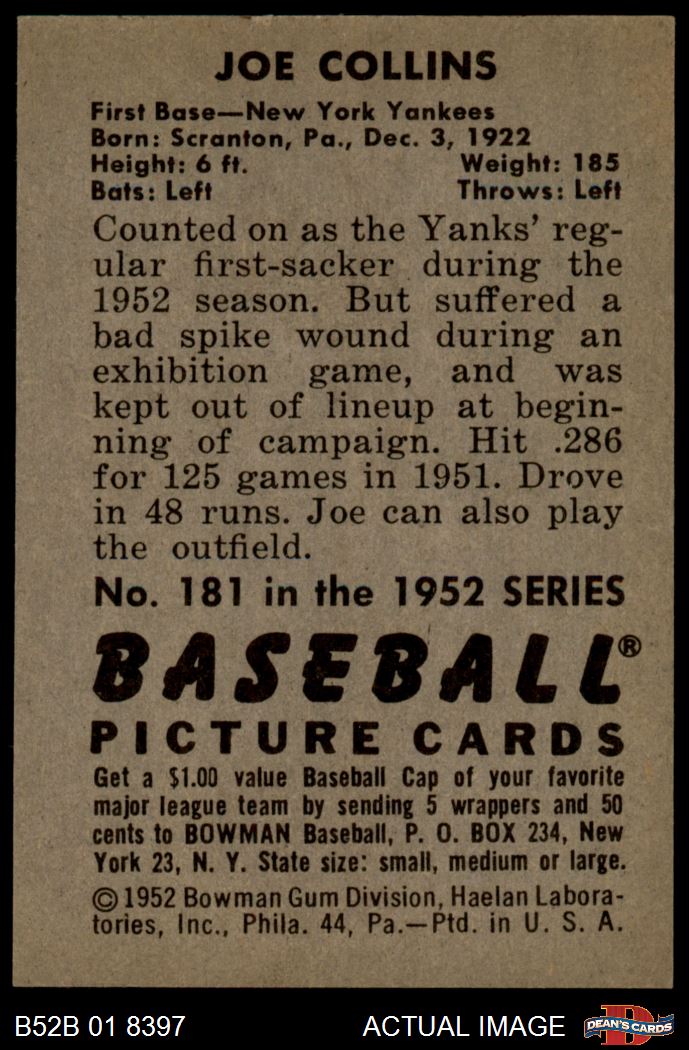 JOE COLLINS
First Base—New York Yankees
Born: Scranton, Pa., Dec. 3, 1922
Height: 6 ft. Weight: 185
Bats: Left Throws: Left
Counted on as the Yanks' reg-
ular first-sacker during the
1952 season. But suffered a
bad spike wound during an
exhibition game, and was
kept out of lineup at begin-
ning of campaign. Hit .286
for 125 games in 1951. Drove
in 48 runs. Joe can also play
the outfield.
No. 181 in the 1952 SERIES
BASEBALL®
PICTURE CARDS
Get a $1.00 value Baseball Cap of your favorite
major league team by sending 5 wrappers and 50
cents to BOWMAN Baseball, P. O. BOX 234, New
York 23, N. Y. State size: small, medium or large.
©1952 Bowman Gum Division, Haelan Labora-
tories, Inc., Phila. 44, Pa.—Ptd. in U. S. A.
B52B 01 8397 ACTUAL IMAGE D DEAN'S CARDS